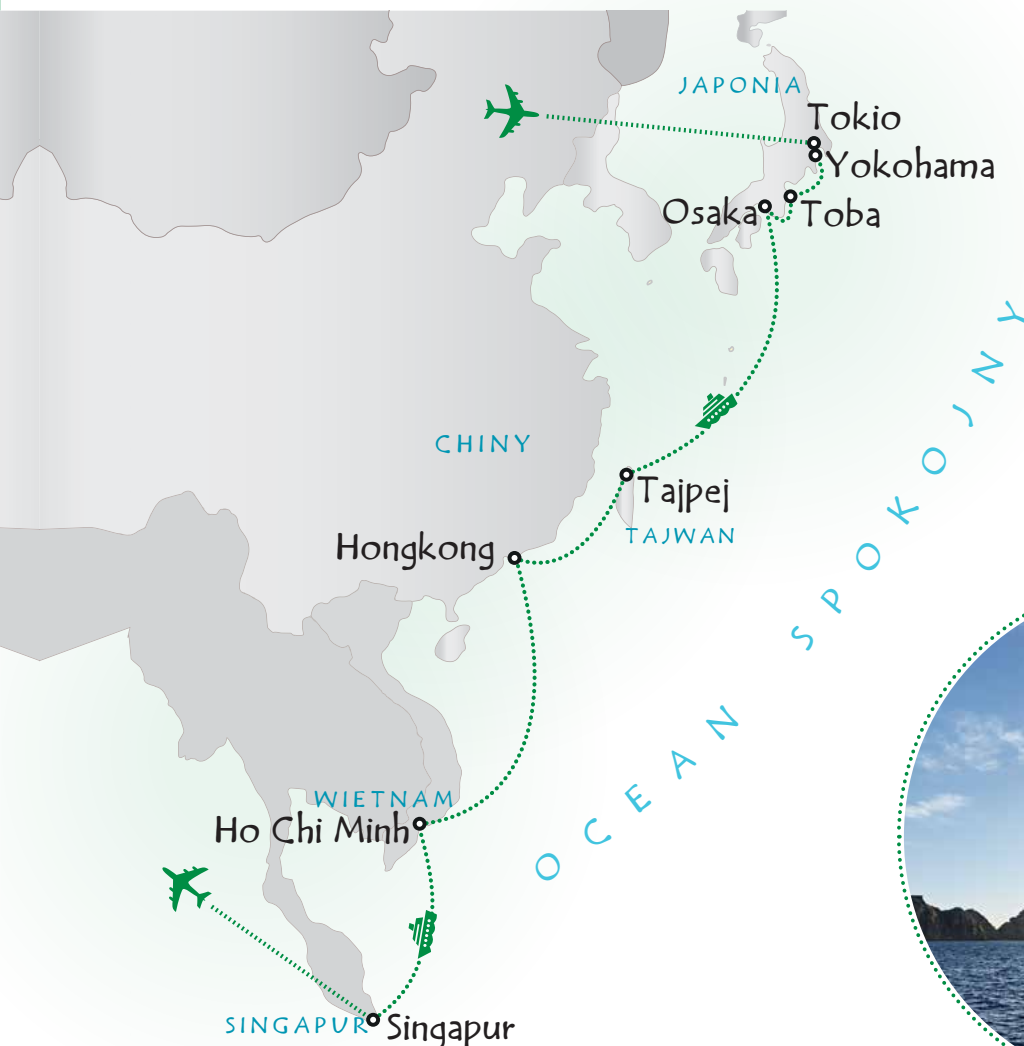 JAPONIA
Tokio
Yokohama
Osaka
Toba
OCEAN SPOKOJNY
CHINY
Tajpej
TAJWAN
Hongkong
WIETNAM
Ho Chi Minh
SINGAPUR
Singapur